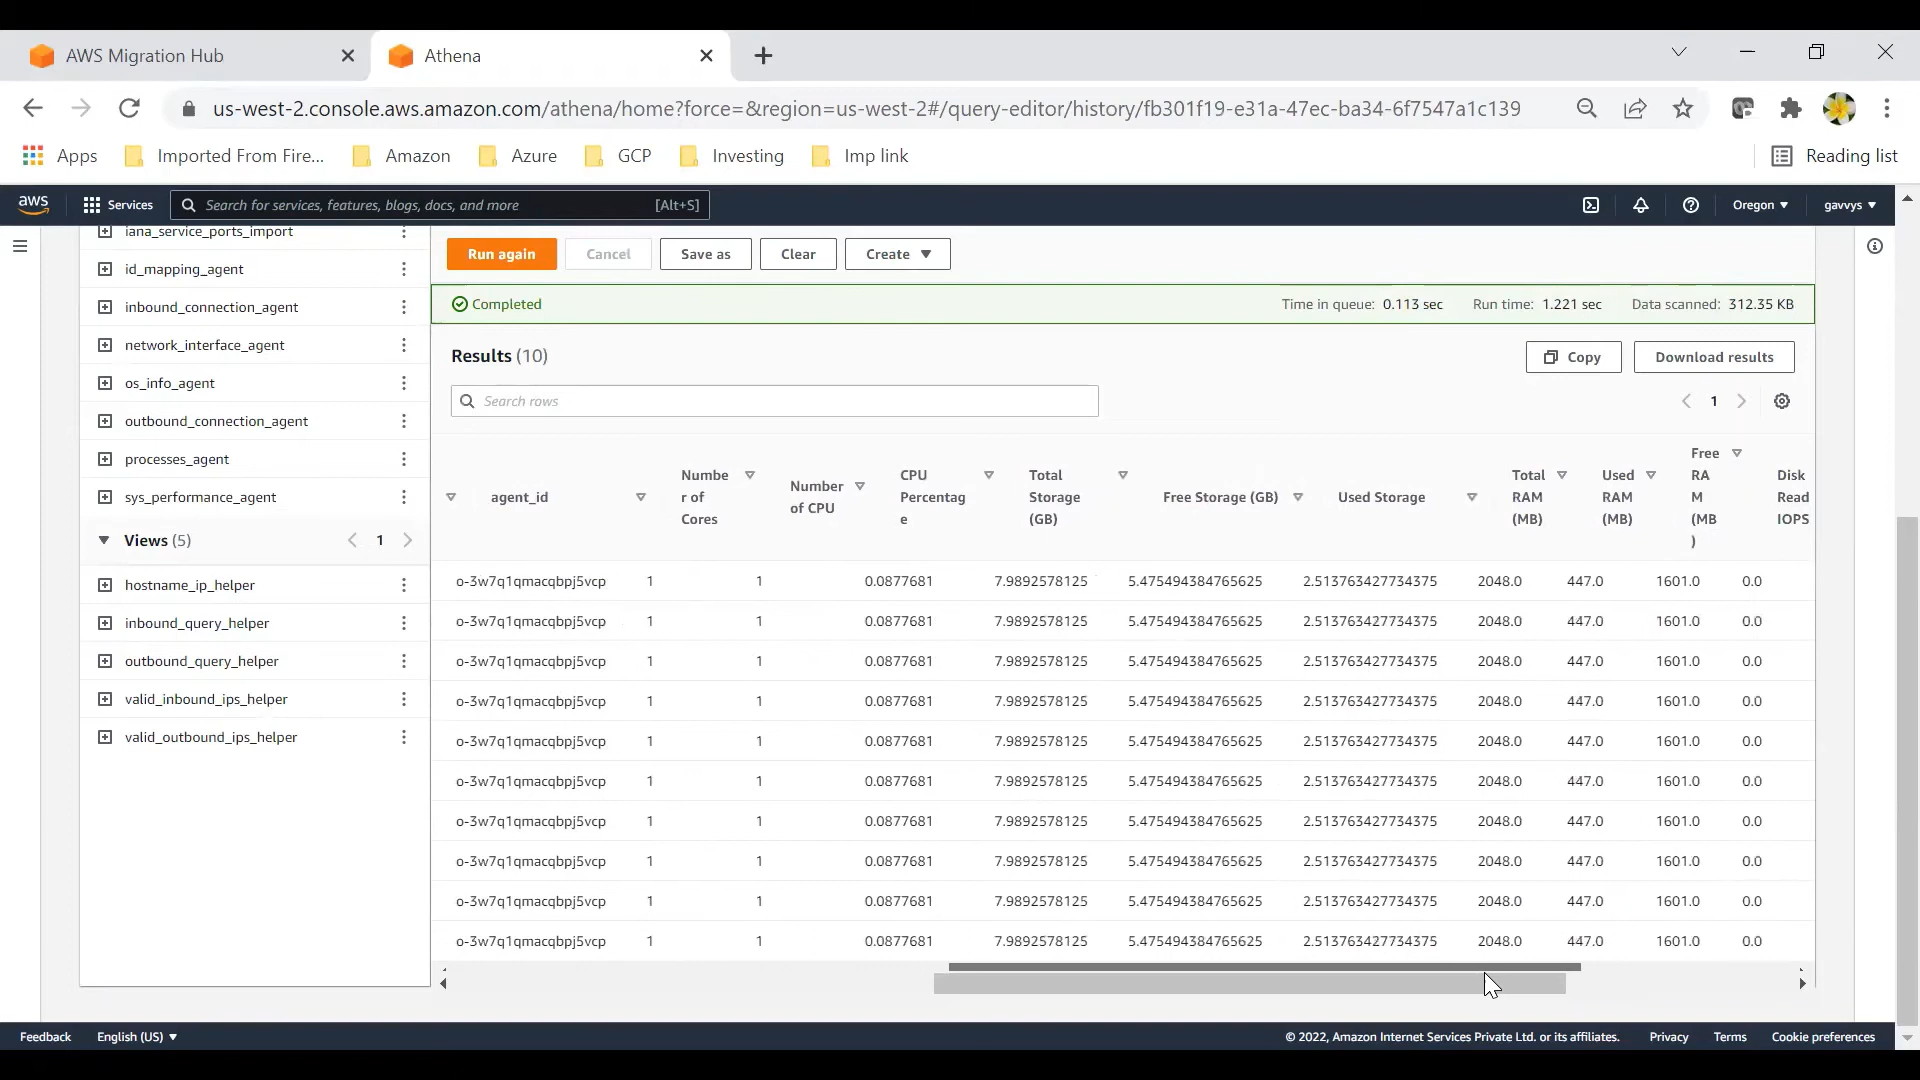 AWS Migration Hub
Athena
us-west-2.console.aws.amazon.com/athena/home?force=&region=us-west-2#/query-editor/history/fb301f19-e31a-47ec-ba34-6f7547a1c139
Apps
Imported From Fire...
Amazon
Azure
GCP
Investing
Imp link
Reading list
aws
Services
Search for services, features, blogs, docs, and more
[Alt+S]
Oregon
gavvys
iana_service_ports_import
id_mapping_agent
inbound_connection_agent
network_interface_agent
os_info_agent
outbound_connection_agent
processes_agent
sys_performance_agent
Views (5)
1
hostname_ip_helper
inbound_query_helper
outbound_query_helper
valid_inbound_ips_helper
valid_outbound_ips_helper
Run again
Cancel
Save as
Clear
Create
Completed
Time in queue: 0.113 sec
Run time: 1.221 sec
Data scanned: 312.35 KB
Results (10)
Copy
Download results
Search rows
1
agent_id
Numbe
r of
Cores
Number
of CPU
CPU
Percentag
e
Total
Storage
(GB)
Free Storage (GB)
Used Storage
Total
RAM
(MB)
Used
RAM
(MB)
Free
RA
M
(MB
)
Disk
Read
IOPS
o-3w7q1qmacqbpj5vcp 1 1 0.0877681 7.9892578125 5.475494384765625 2.513763427734375 2048.0 447.0 1601.0 0.0
o-3w7q1qmacqbpj5vcp 1 1 0.0877681 7.9892578125 5.475494384765625 2.513763427734375 2048.0 447.0 1601.0 0.0
o-3w7q1qmacqbpj5vcp 1 1 0.0877681 7.9892578125 5.475494384765625 2.513763427734375 2048.0 447.0 1601.0 0.0
o-3w7q1qmacqbpj5vcp 1 1 0.0877681 7.9892578125 5.475494384765625 2.513763427734375 2048.0 447.0 1601.0 0.0
o-3w7q1qmacqbpj5vcp 1 1 0.0877681 7.9892578125 5.475494384765625 2.513763427734375 2048.0 447.0 1601.0 0.0
o-3w7q1qmacqbpj5vcp 1 1 0.0877681 7.9892578125 5.475494384765625 2.513763427734375 2048.0 447.0 1601.0 0.0
o-3w7q1qmacqbpj5vcp 1 1 0.0877681 7.9892578125 5.475494384765625 2.513763427734375 2048.0 447.0 1601.0 0.0
o-3w7q1qmacqbpj5vcp 1 1 0.0877681 7.9892578125 5.475494384765625 2.513763427734375 2048.0 447.0 1601.0 0.0
o-3w7q1qmacqbpj5vcp 1 1 0.0877681 7.9892578125 5.475494384765625 2.513763427734375 2048.0 447.0 1601.0 0.0
o-3w7q1qmacqbpj5vcp 1 1 0.0877681 7.9892578125 5.475494384765625 2.513763427734375 2048.0 447.0 1601.0 0.0
Feedback
English (US)
© 2022, Amazon Internet Services Private Ltd. or its affiliates.
Privacy
Terms
Cookie preferences